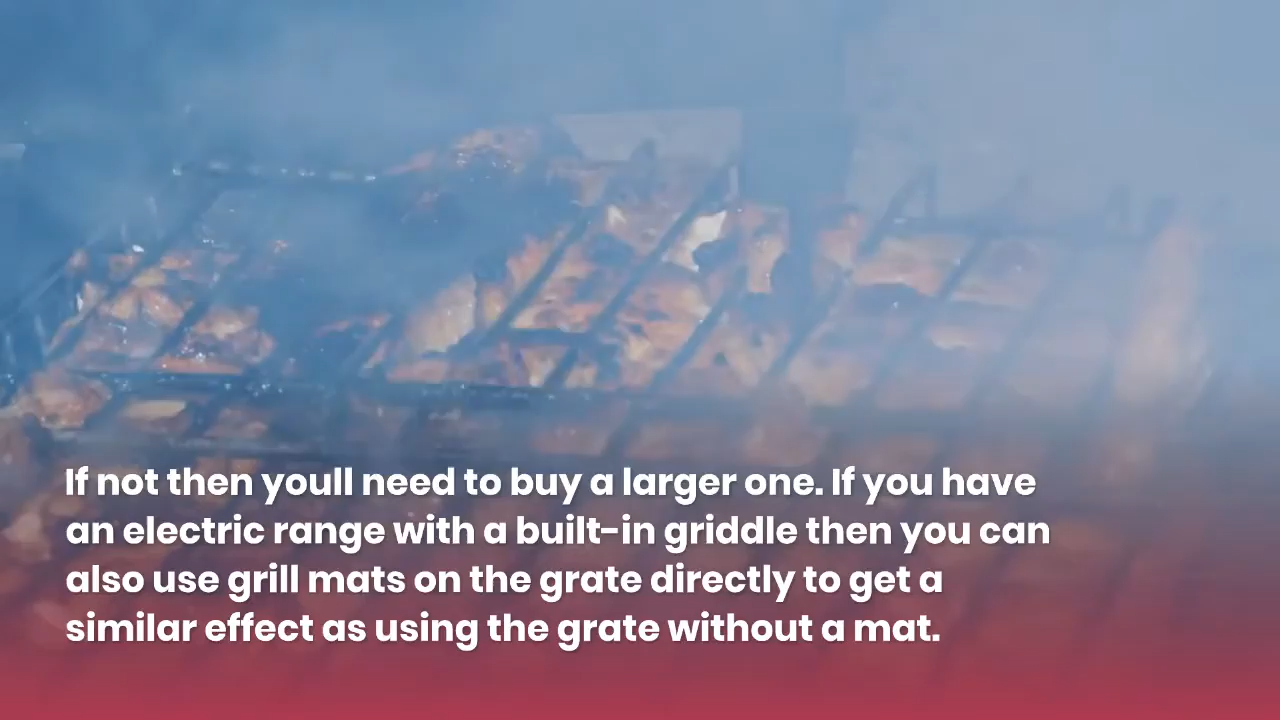 If not then youll need to buy a larger one. If you have
an electric range with a built-in griddle then you can
also use grill mats on the grate directly to get a
similar effect as using the grate without a mat.